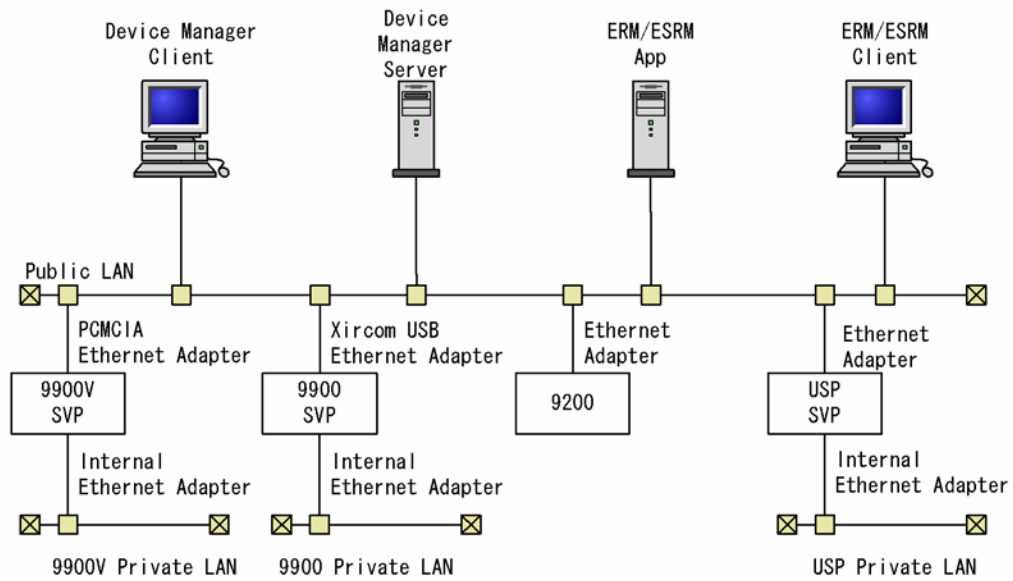 Device Manager
Client
Device
Manager
Server
ERM/ESRM
App
ERM/ESRM
Client
Public LAN
PCMCIA
Ethernet Adapter
Xircom USB
Ethernet Adapter
Ethernet
Adapter
Ethernet
Adapter
9900V
SVP
9900
SVP
9200
USP
SVP
Internal
Ethernet Adapter
Internal
Ethernet Adapter
Internal
Ethernet Adapter
9900V Private LAN
9900 Private LAN
USP Private LAN